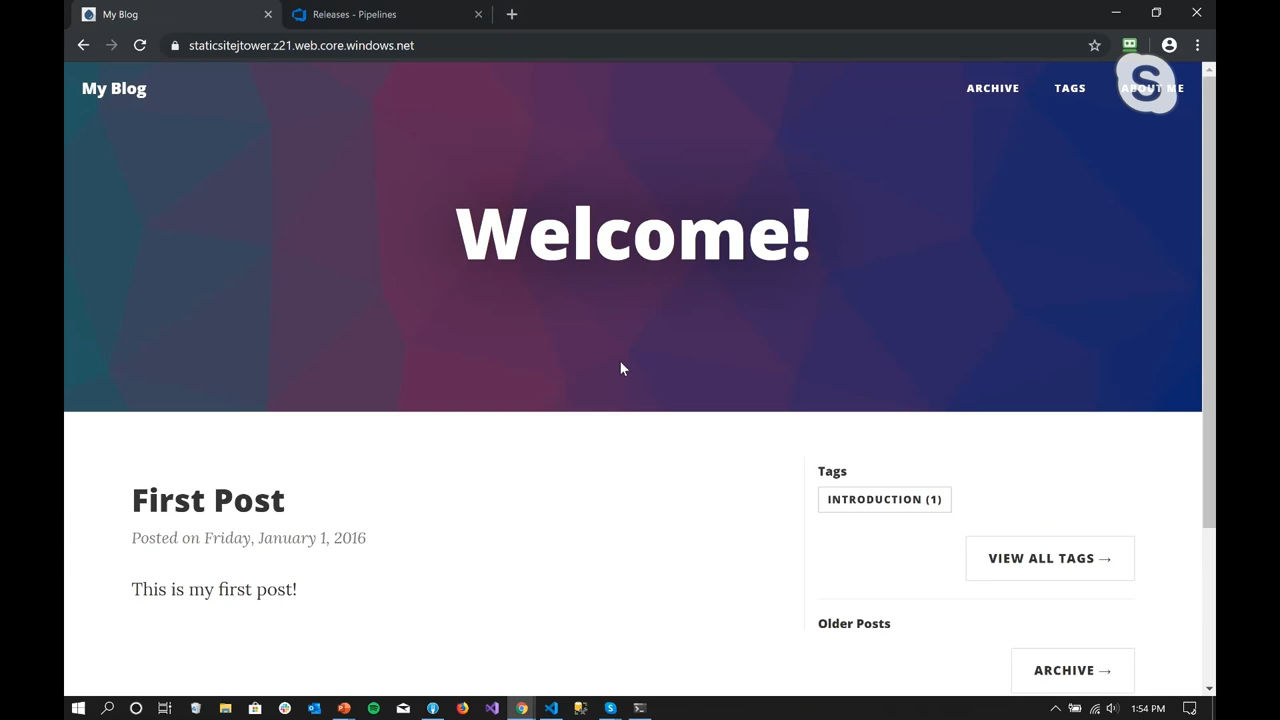 My Blog
Releases - Pipelines
staticsitejtower.z21.web.core.windows.net
My Blog
ARCHIVE
TAGS
ABOUT ME
S
Welcome!
First Post
Posted on Friday, January 1, 2016
This is my first post!
Tags
INTRODUCTION (1)
VIEW ALL TAGS →
Older Posts
ARCHIVE →
1:54 PM